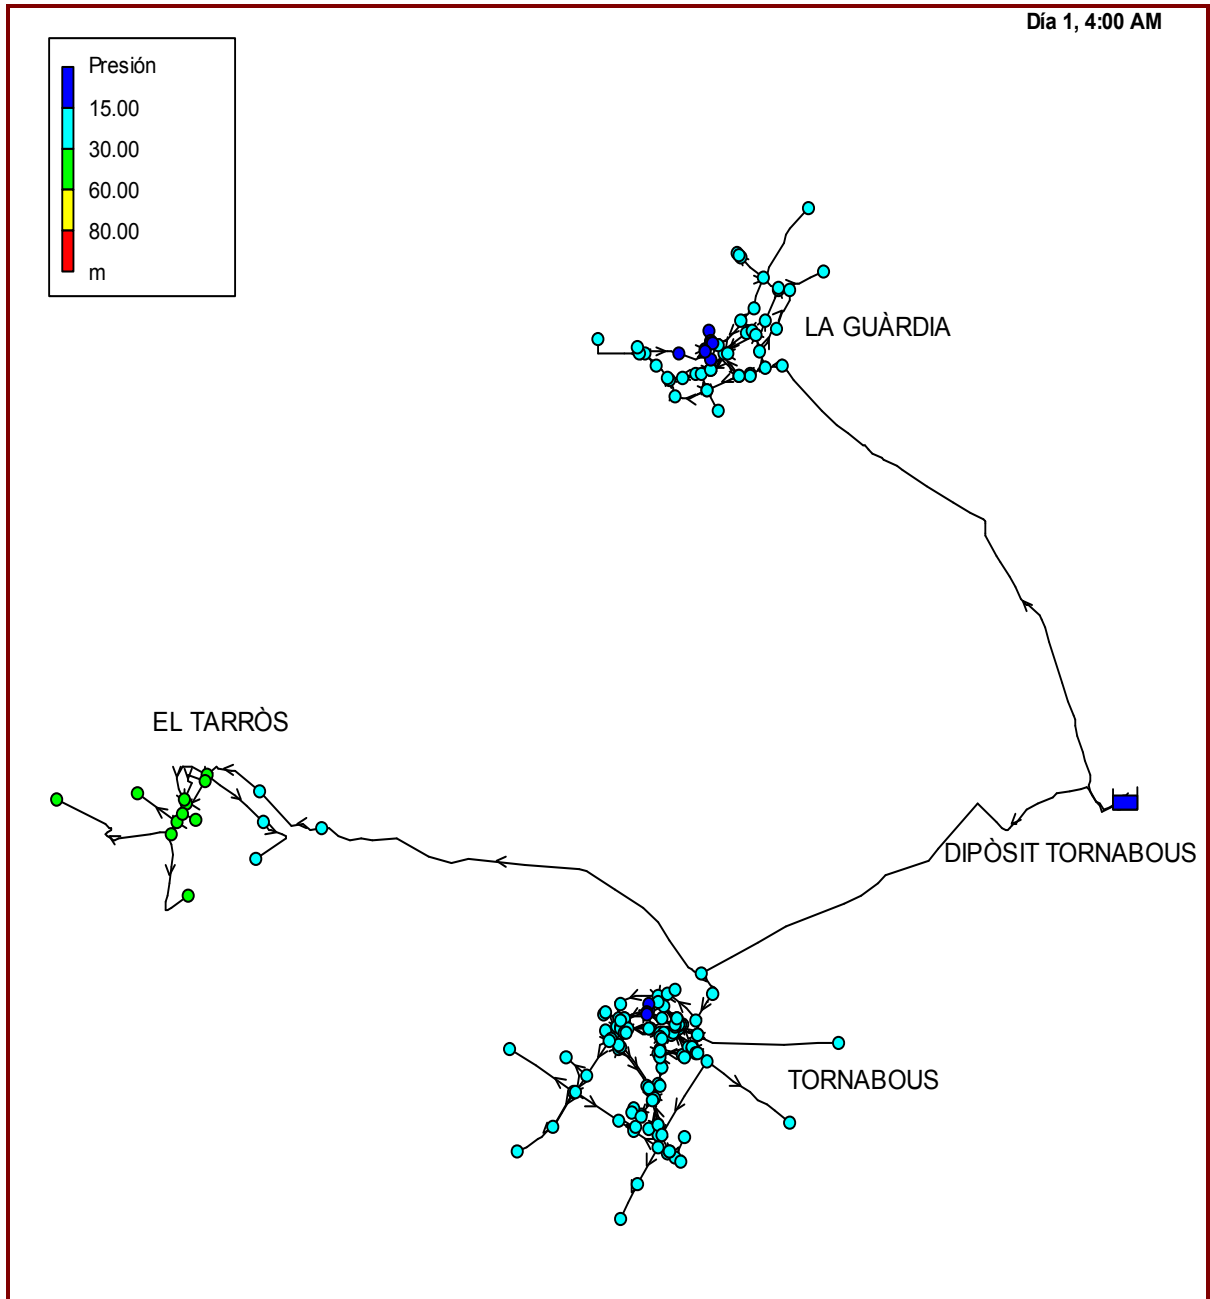 Día 1, 4:00 AM
Presión
15.00
30.00
60.00
80.00
m
LA GUÀRDIA
EL TARRÒS
DIPÒSIT TORNABOUS
TORNABOUS